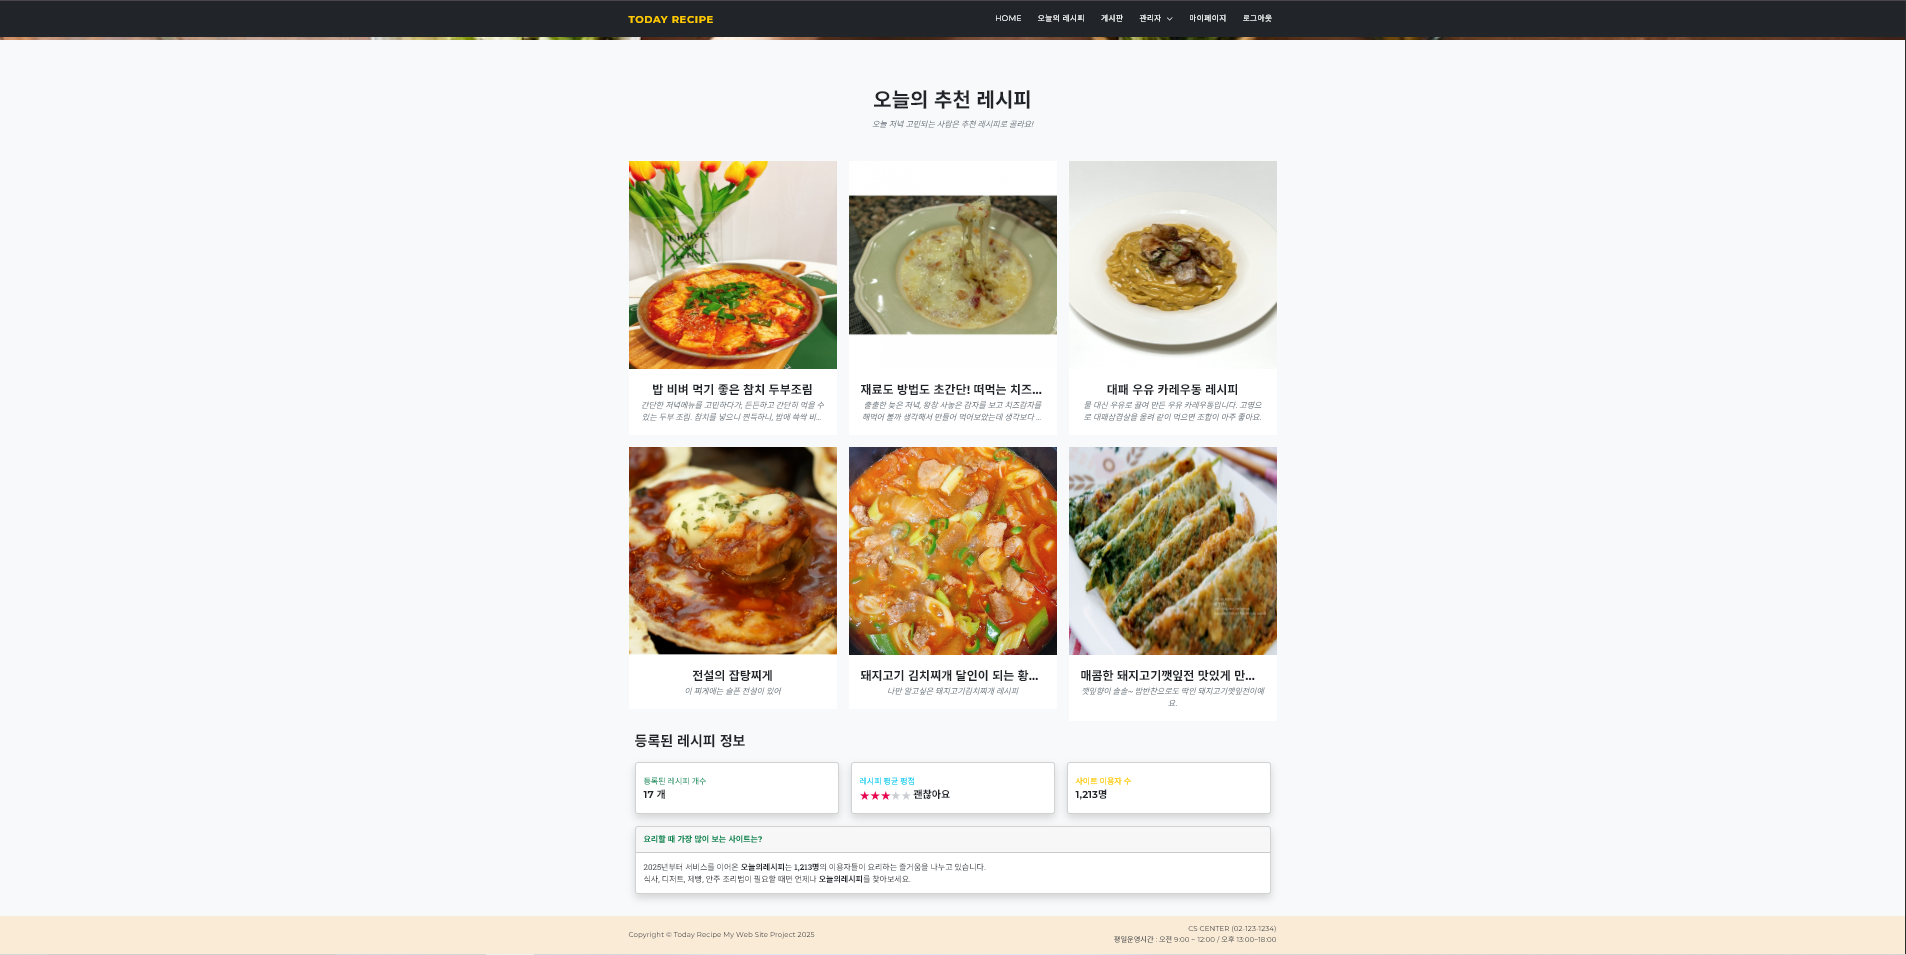 TODAY RECIPE
HOME 오늘의 레시피 게시판 관리자 마이페이지 로그아웃
오늘의 추천 레시피
오늘 저녁 고민되는 사람은 추천 레시피로 골라요!
밥 비벼 먹기 좋은 참치 두부조림
간단한 저녁메뉴를 고민하다가, 든든하고 간단히 먹을 수
있는 두부 조림. 참치를 넣으니 찐득하니, 밥에 싹싹 비...
재료도 방법도 초간단! 떠먹는 치즈...
출출한 늦은 저녁, 왕창 사놓은 감자를 보고 치즈감자를
해먹어 볼까 생각해서 만들어 먹어보았는데 생각보다 ...
대패 우유 카레우동 레시피
물 대신 우유로 끓여 만든 우유 카레우동입니다. 고명으
로 대패삼겹살을 올려 같이 먹으면 조합이 아주 좋아요.
전설의 잡탕찌게
이 찌게에는 슬픈 전설이 있어
돼지고기 김치찌개 달인이 되는 황...
나만 알고싶은 돼지고기김치찌개 레시피
매콤한 돼지고기깻잎전 맛있게 만...
깻잎향이 솔솔~ 밥반찬으로도 딱인 돼지고기깻잎전이에
요.
등록된 레시피 정보
등록된 레시피 개수
17 개
레시피 평균 평점
★★★★★ 괜찮아요
사이트 이용자 수
1,213명
요리할 때 가장 많이 보는 사이트는?
2025년부터 서비스를 이어온 오늘의레시피는 1,213명의 이용자들이 요리하는 즐거움을 나누고 있습니다.
식사, 디저트, 제빵, 안주 조리법이 필요할 때면 언제나 오늘의레시피를 찾아보세요.
Copyright © Today Recipe My Web Site Project 2025
CS CENTER (02-123-1234)
평일운영시간 : 오전 9:00 ~ 12:00 / 오후 13:00~18:00